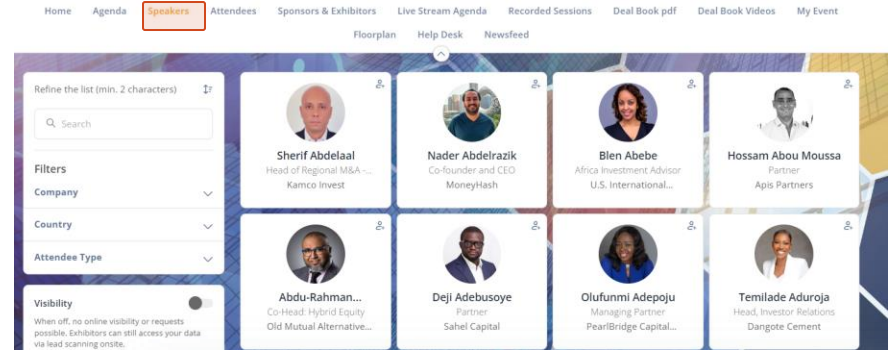 Home Agenda Speakers Attendees Sponsors & Exhibitors Live Stream Agenda Recorded Sessions Deal Book pdf Deal Book Videos My Event
Floorplan Help Desk Newsfeed
Refine the list (min. 2 characters)
Search
Filters
Company
Country
Attendee Type
Visibility
When off, no online visibility or requests
possible. Exhibitors can still access your data
via lead scanning onsite.
Sherif Abdelaal
Head of Regional M&A -...
Kamco Invest
Nader Abdelrazik
Co-founder and CEO
MoneyHash
Blen Abebe
Africa Investment Advisor
U.S. International...
Hossam Abou Moussa
Partner
Apis Partners
Abdu-Rahman...
Co-Head: Hybrid Equity
Old Mutual Alternative...
Deji Adebusoye
Partner
Sahel Capital
Olufunmi Adepoju
Managing Partner
PearlBridge Capital...
Temilade Aduroja
Head, Investor Relations
Dangote Cement